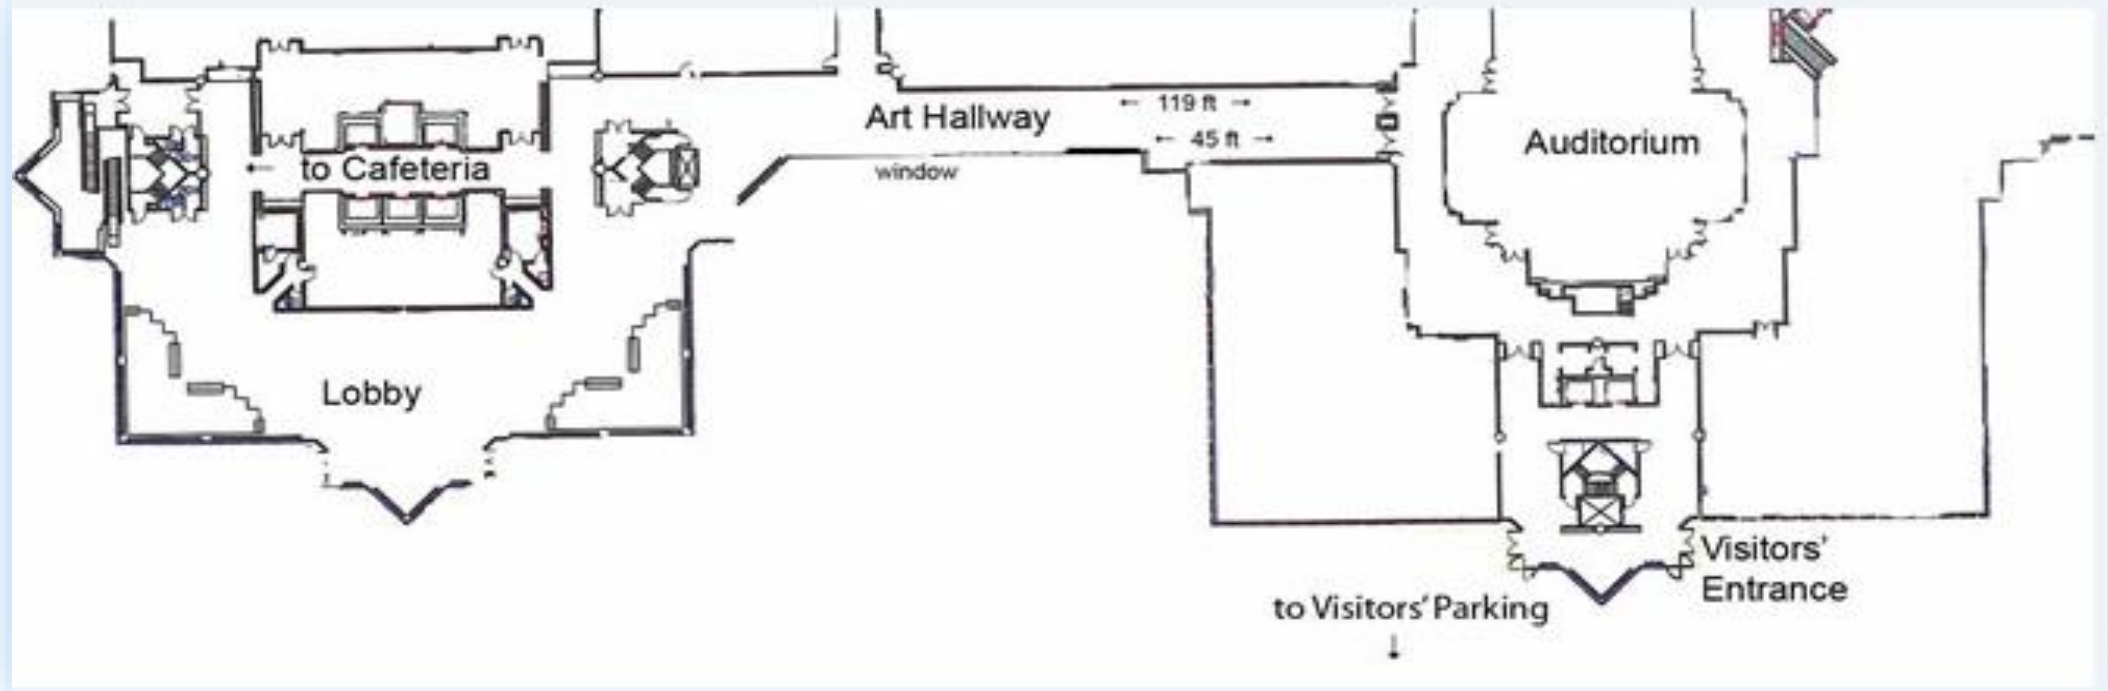 Art Hallway
← 119 ft →
← 45 ft →
window
← to Cafeteria
Auditorium
Lobby
Visitors'
Entrance
to Visitors' Parking
↓